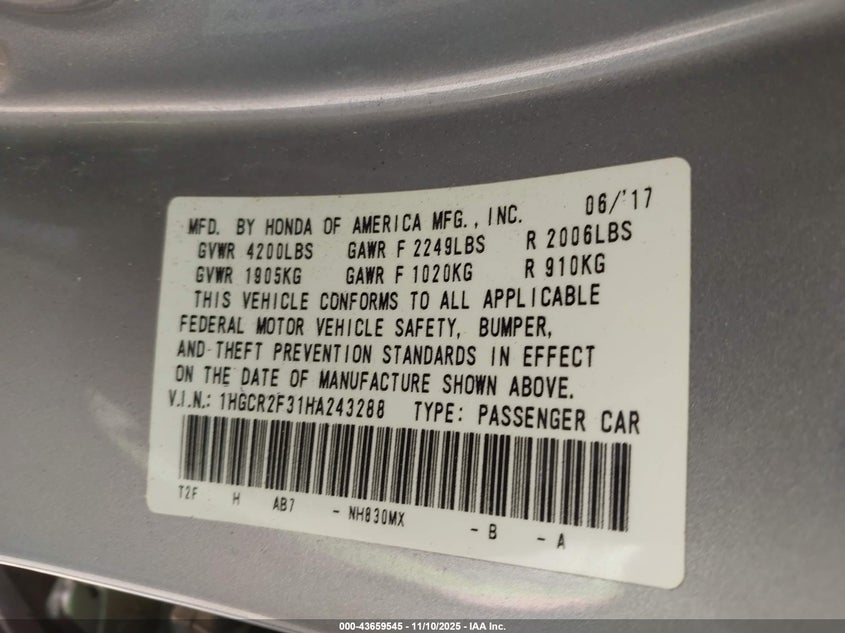 MFD. BY HONDA OF AMERICA MFG., INC. 06/'17
GVWR 4200LBS GAWR F 2249LBS R 2006LBS
GVWR 1905KG GAWR F 1020KG R 910KG
THIS VEHICLE CONFORMS TO ALL APPLICABLE
FEDERAL MOTOR VEHICLE SAFETY, BUMPER,
AND THEFT PREVENTION STANDARDS IN EFFECT
ON THE DATE OF MANUFACTURE SHOWN ABOVE.
V.I.N.: 1HGCR2F31HA243288 TYPE: PASSENGER CAR
T2F H AB7 - NH830MX - B - A
000-43659545 - 11/10/2025 - IAA Inc.